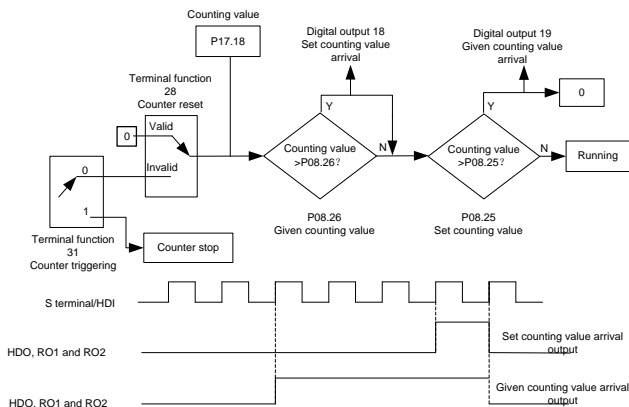 Counting value
P17.18
Digital output 18
Set counting value
arrival
Digital output 19
Given counting value
arrival
Terminal function
28
Counter reset
0
Valid
Invalid
0
1
Y
Counting value
>P08.26?
N
Y
Counting value
>P08.25?
N
0
Running
P08.26
Given counting value
P08.25
Set counting value
Terminal function
31
Counter triggering
Counter stop
S terminal/HDI
HDO, RO1 and RO2
Set counting value arrival
output
HDO, RO1 and RO2
Given counting value arrival
output